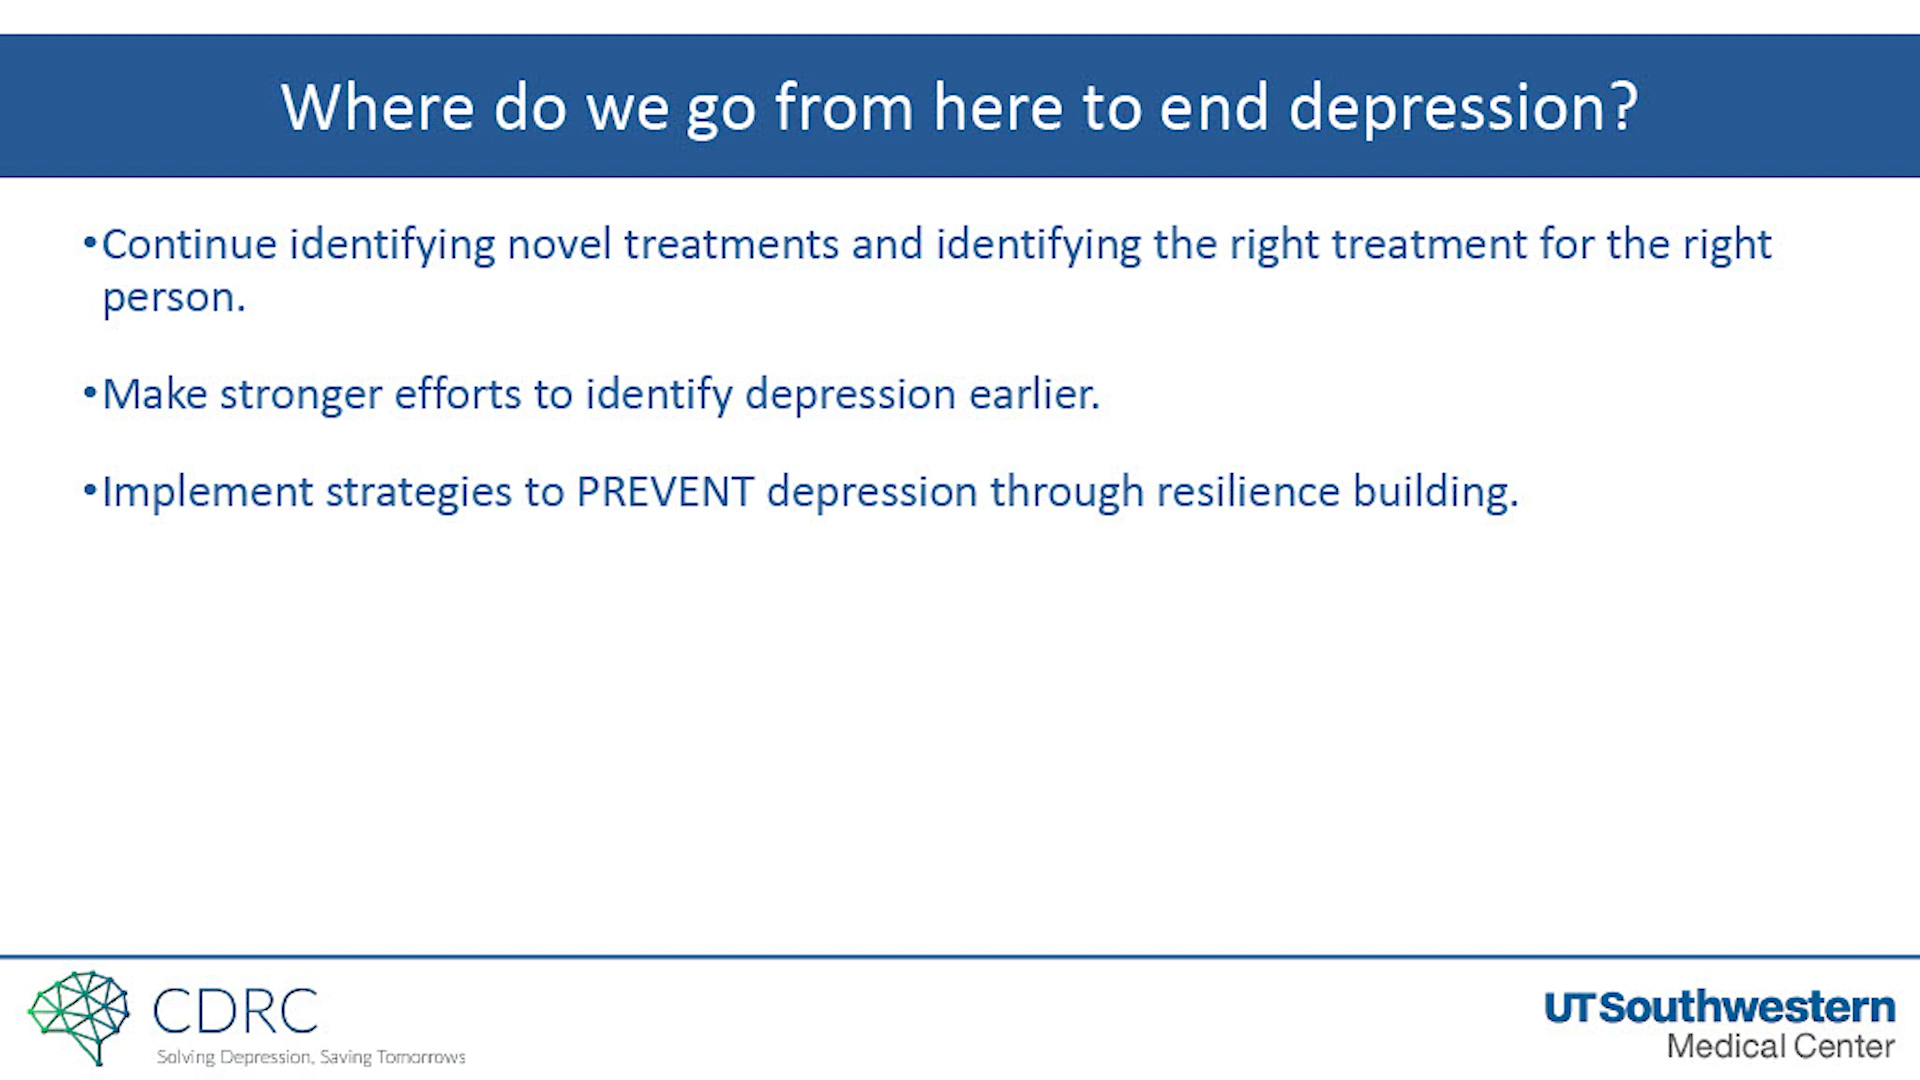 Where do we go from here to end depression?
•Continue identifying novel treatments and identifying the right treatment for the right
person.
•Make stronger efforts to identify depression earlier.
•Implement strategies to PREVENT depression through resilience building.
CDRC
Solving Depression, Saving Tomorrows
UTSouthwestern
Medical Center